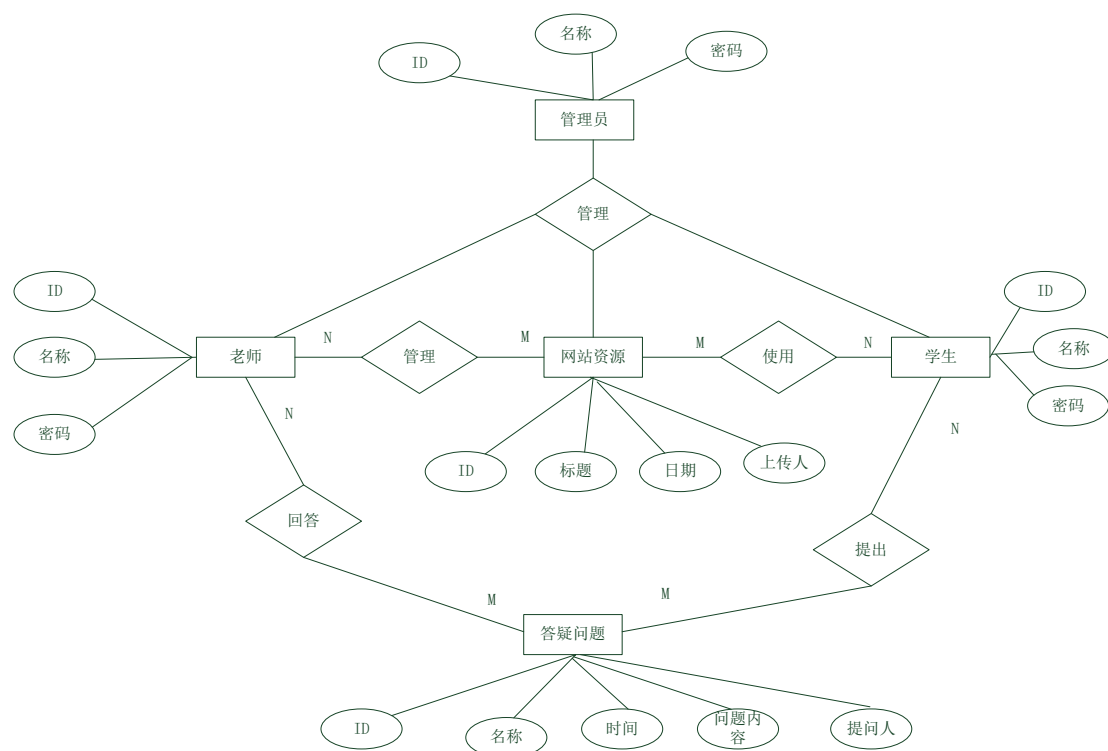 名称
密码
ID
管理员
管理
ID
ID
名称
N
M
M
N
老师
管理
网站资源
使用
学生
名称
密码
密码
N
N
ID
标题
日期
上传人
回答
提出
M
M
答疑问题
ID
名称
时间
问题内
容
提问人